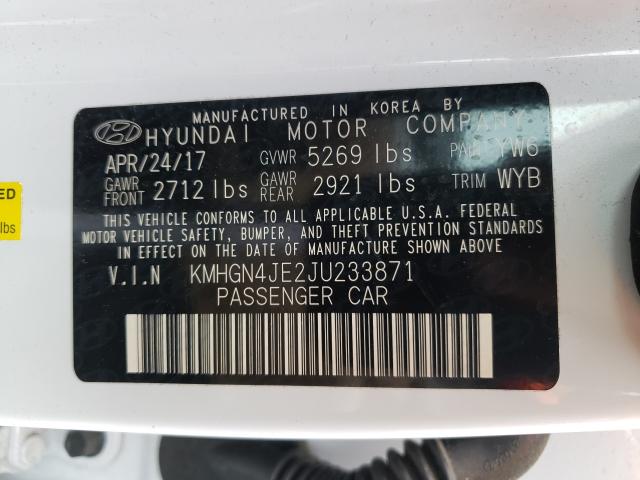 MANUFACTURED IN KOREA BY
HYUNDAI MOTOR COMPANY
APR/24/17 GVWR 5269 lbs PAINT YW6
GAWR FRONT 2712 lbs GAWR REAR 2921 lbs TRIM WYB
THIS VEHICLE CONFORMS TO ALL APPLICABLE U.S.A. FEDERAL
MOTOR VEHICLE SAFETY, BUMPER, AND THEFT PREVENTION STANDARDS
IN EFFECT ON THE DATE OF MANUFACTURE SHOWN ABOVE
V.I.N KMHGN4JE2JU233871
PASSENGER CAR
lbs